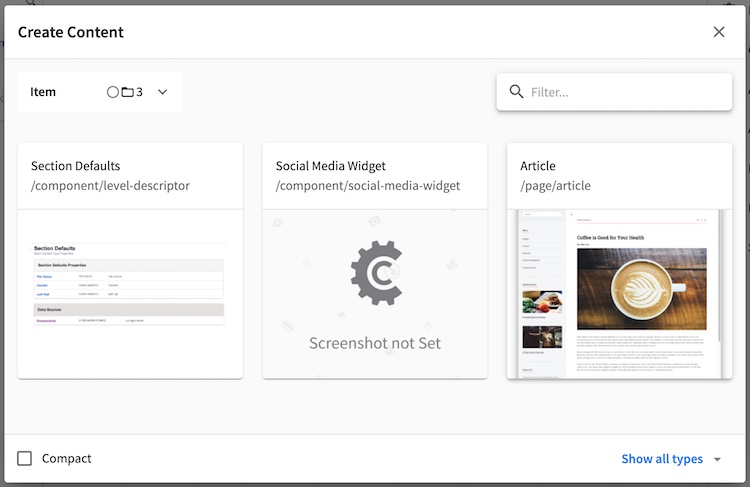 Create Content
Item
3
Filter...
Section Defaults
/component/level-descriptor
Social Media Widget
/component/social-media-widget
Article
/page/article
Section Defaults
Section Defaults Properties
File Name
Data Sources
Screenshot not Set
Coffee is Good for Your Health
Compact
Show all types